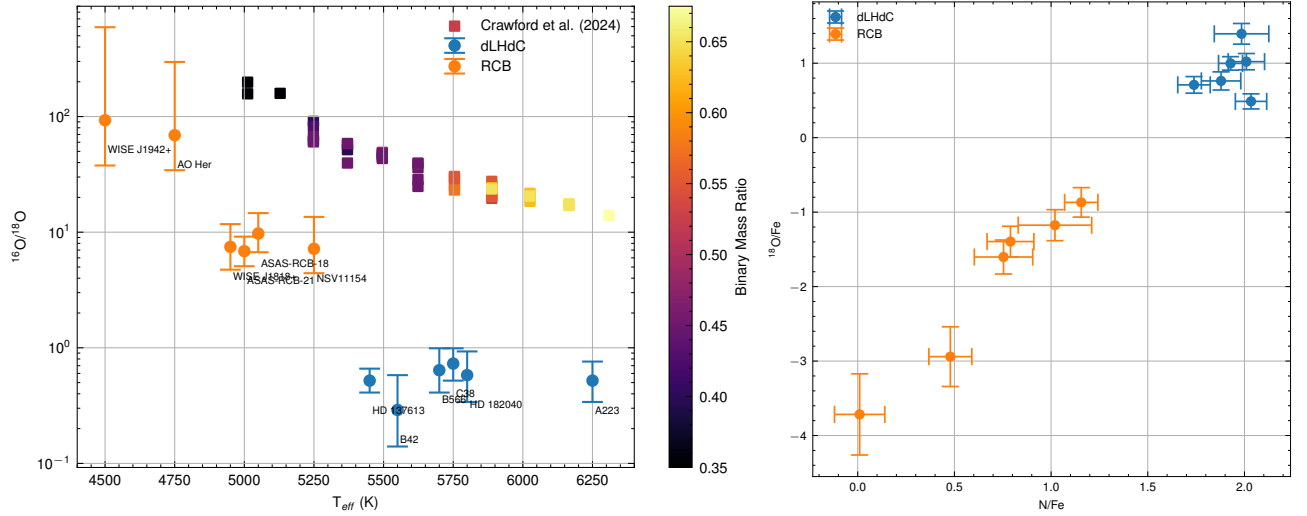 10²
10¹
10⁰
10⁻¹
¹⁶O/¹⁸O
4500 4750 5000 5250 5500 5750 6000 6250
T_eff (K)
Crawford et al. (2024)
dLHdC
RCB
WISE J1942+
AO Her
ASAS-RCB-18
WISE J1818+
ASAS-RCB-21
NSV11154
HD 137613
B42
B566
C38
HD 182040
A223
0.65
0.60
0.55
0.50
0.45
0.40
0.35
Binary Mass Ratio
dLHdC
RCB
1
0
−1
−2
−3
−4
¹⁸O/Fe
0.0 0.5 1.0 1.5 2.0
N/Fe